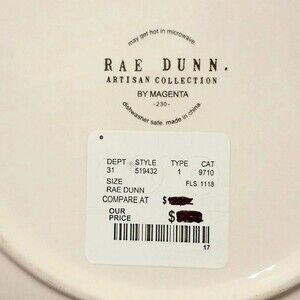 may get hot in microwave.
RAE DUNN.
ARTISAN COLLECTION
BY MAGENTA
-230-
dishwasher safe. made in china.
DEPT STYLE TYPE CAT
31 519432 1 9710
SIZE FLS 1118
RAE DUNN
COMPARE AT $
OUR
PRICE $
17